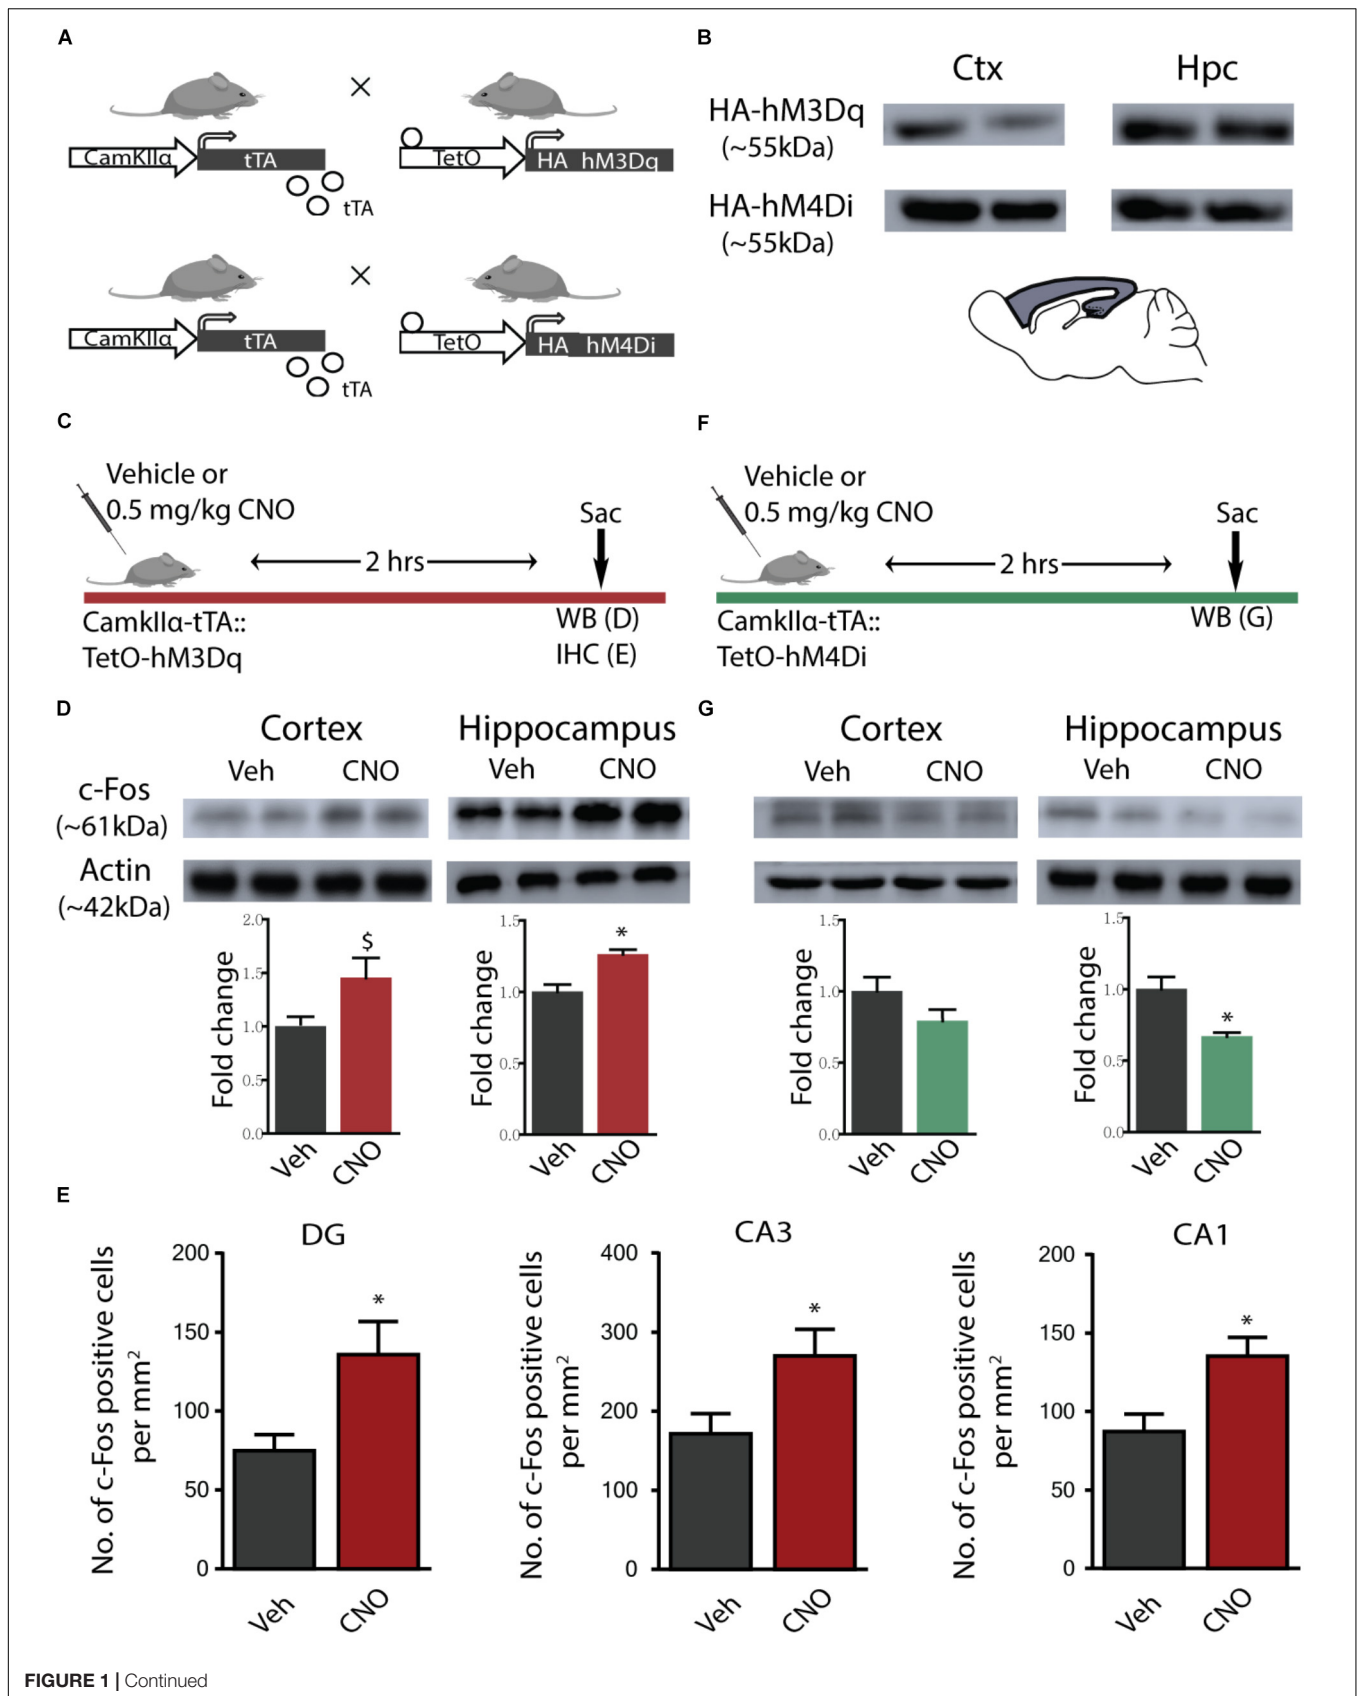 A
CamKIIα
tTA
tTA
×
TetO
HA hM3Dq
CamKIIα
tTA
tTA
×
TetO
HA hM4Di
B
Ctx
Hpc
HA-hM3Dq
(~55kDa)
HA-hM4Di
(~55kDa)
C
Vehicle or
0.5 mg/kg CNO
2 hrs
Sac
CamkIIα-tTA::
TetO-hM3Dq
WB (D)
IHC (E)
F
Vehicle or
0.5 mg/kg CNO
2 hrs
Sac
CamkIIα-tTA::
TetO-hM4Di
WB (G)
D
Cortex
Hippocampus
Veh
CNO
Veh
CNO
c-Fos
(~61kDa)
Actin
(~42kDa)
Fold change
2.0
1.5
1.0
0.5
0.0
$
Veh
CNO
Fold change
1.5
1.0
0.5
0.0
*
Veh
CNO
G
Cortex
Hippocampus
Veh
CNO
Veh
CNO
Fold change
1.5
1.0
0.5
0.0
Veh
CNO
Fold change
1.5
1.0
0.5
0.0
*
Veh
CNO
E
DG
No. of c-Fos positive cells
per mm²
200
150
100
50
0
*
Veh
CNO
CA3
No. of c-Fos positive cells
per mm²
400
300
200
100
0
*
Veh
CNO
CA1
No. of c-Fos positive cells
per mm²
200
150
100
50
0
*
Veh
CNO
FIGURE 1 | Continued